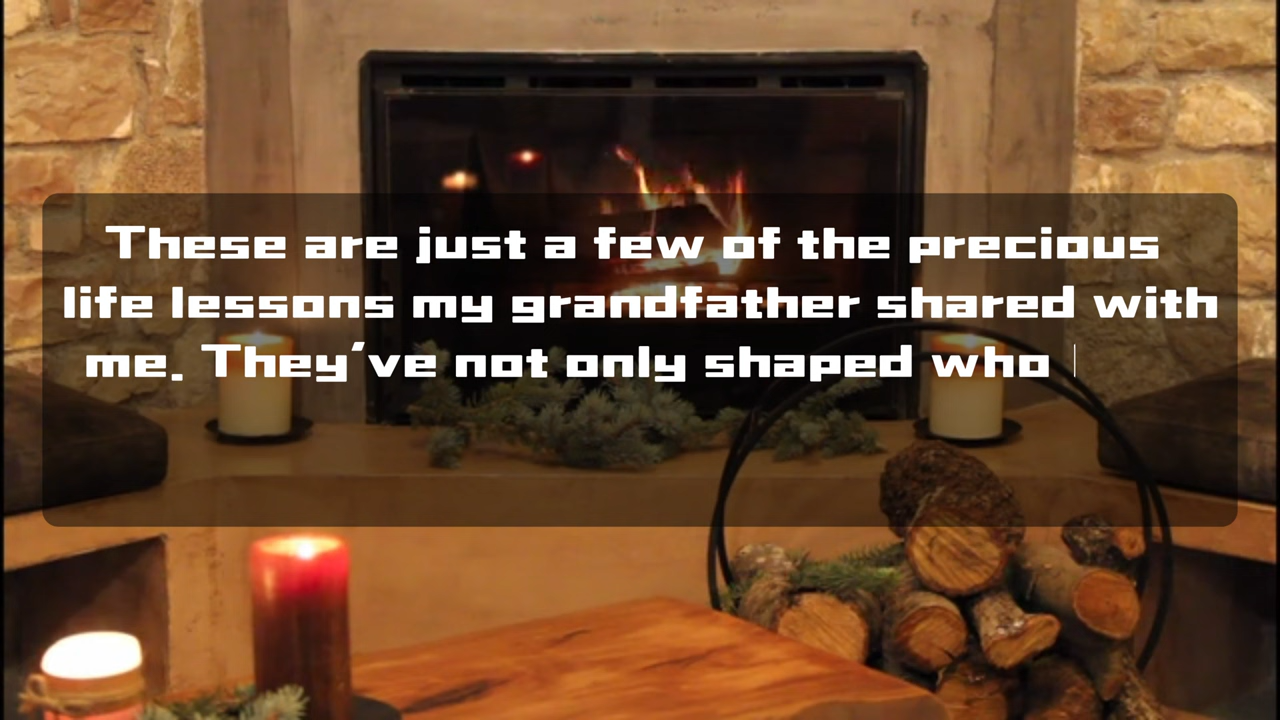 These are just a few of the precious
life lessons my grandfather shared with
me. They've not only shaped who